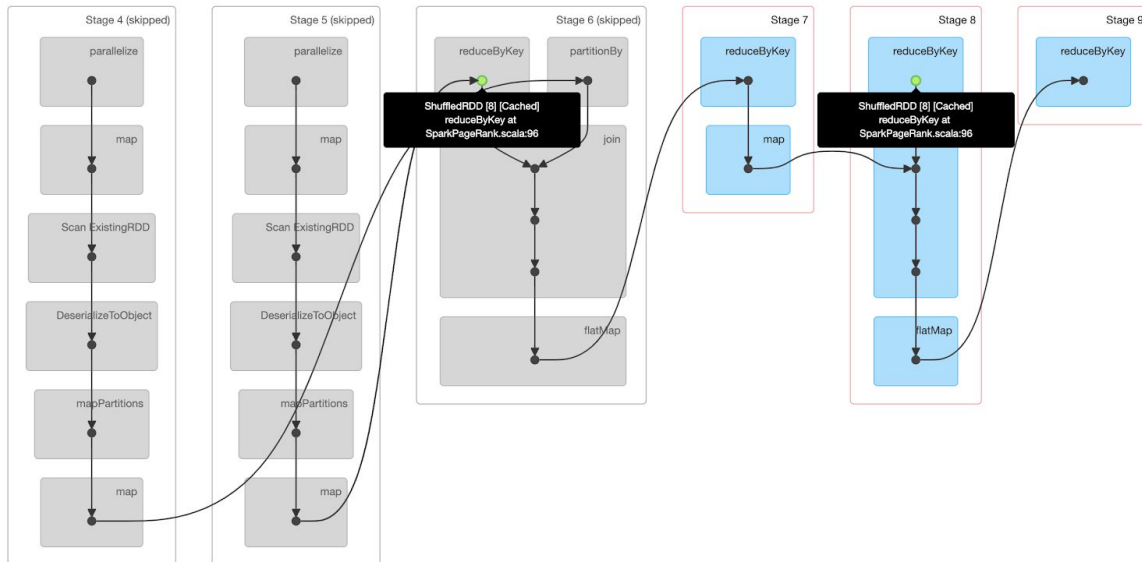 Stage 4 (skipped)
parallelize
map
Scan ExistingRDD
DeserializeToObject
mapPartitions
map
Stage 5 (skipped)
parallelize
map
Scan ExistingRDD
DeserializeToObject
mapPartitions
map
Stage 6 (skipped)
reduceByKey
partitionBy
ShuffledRDD [8] [Cached]
reduceByKey at
SparkPageRank.scala:96
join
flatMap
Stage 7
reduceByKey
map
Stage 8
reduceByKey
ShuffledRDD [8] [Cached]
reduceByKey at
SparkPageRank.scala:96
flatMap
Stage 9
reduceByKey